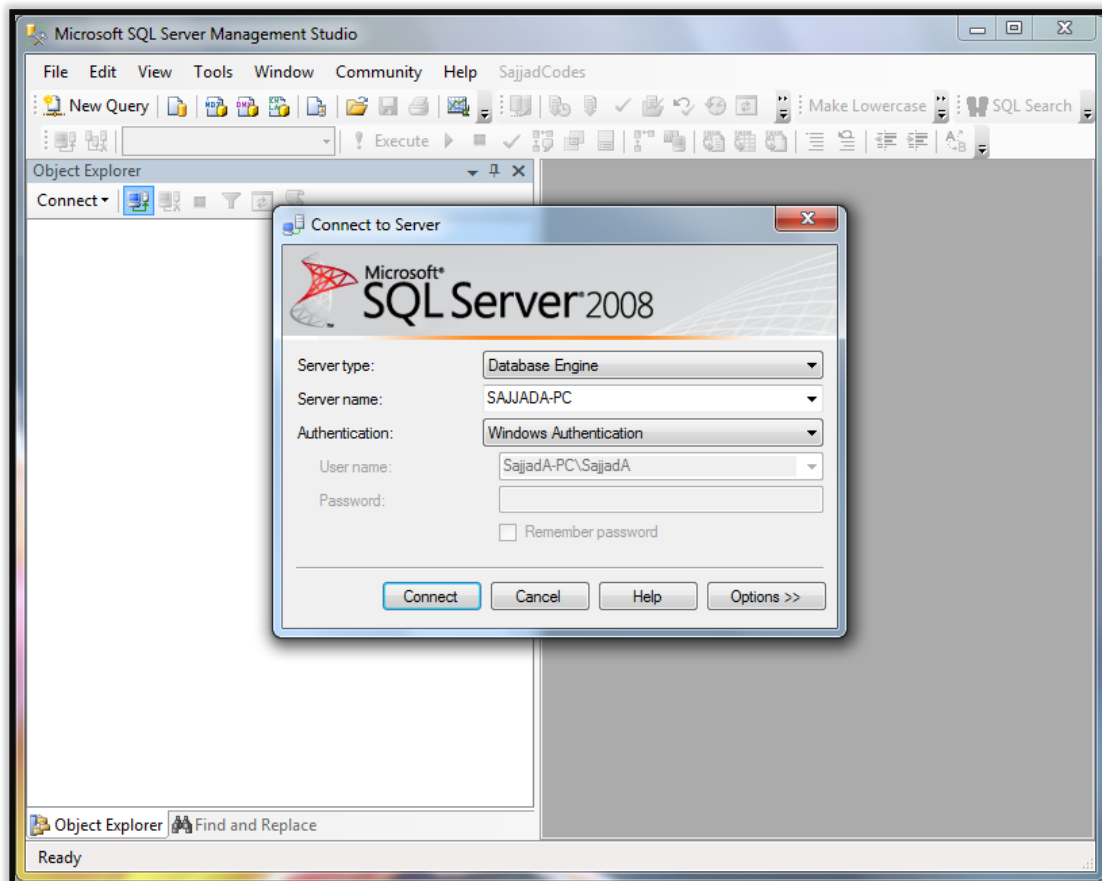 Microsoft SQL Server Management Studio
File Edit View Tools Window Community Help SajjadCodes
New Query Make Lowercase SQL Search
Execute
Object Explorer
Connect
Connect to Server
Microsoft®
SQL Server® 2008
Server type: Database Engine
Server name: SAJJADA-PC
Authentication: Windows Authentication
User name: SajjadA-PC\SajjadA
Password:
Remember password
Connect Cancel Help Options >>
Object Explorer Find and Replace
Ready